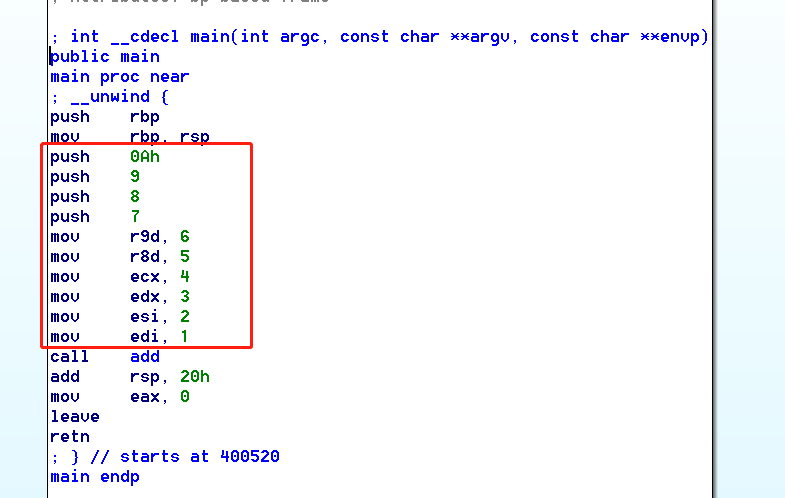 ; int __cdecl main(int argc, const char **argv, const char **envp)
public main
main proc near
; __unwind {
push rbp
mov rbp, rsp
push 0Ah
push 9
push 8
push 7
mov r9d, 6
mov r8d, 5
mov ecx, 4
mov edx, 3
mov esi, 2
mov edi, 1
call add
add rsp, 20h
mov eax, 0
leave
retn
; } // starts at 400520
main endp